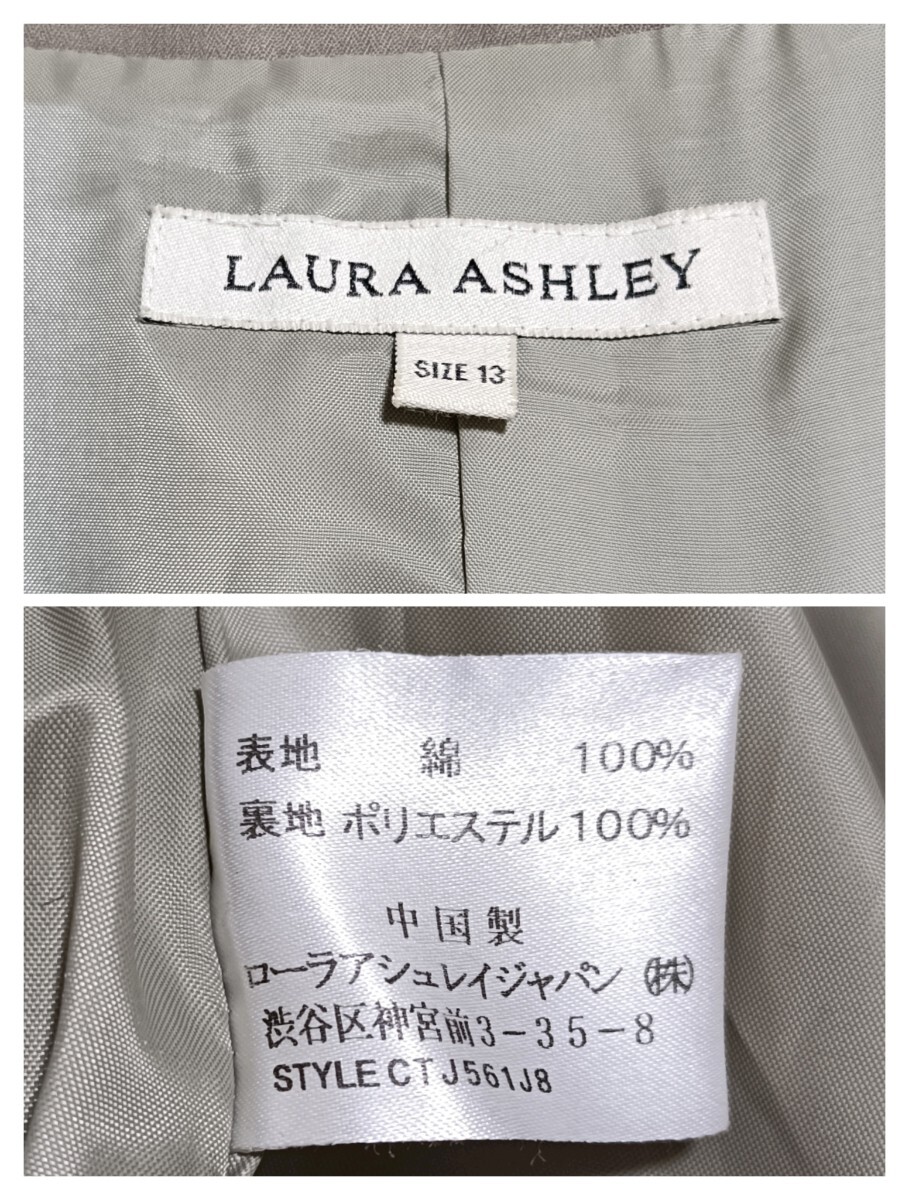 LAURA ASHLEY
SIZE 13
表地 綿 100%
裏地 ポリエステル 100%
中国製
ローラアシュレイジャパン ㈱
渋谷区神宮前3-35-8
STYLE CTJ561J8